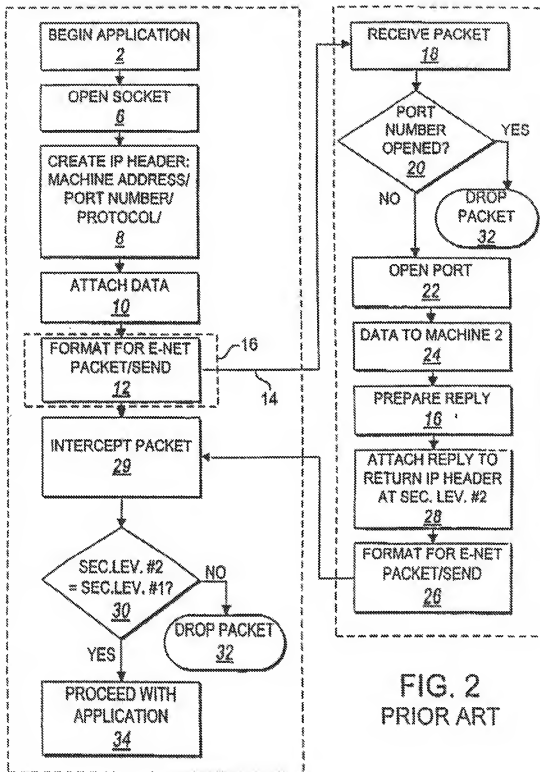 BEGIN APPLICATION
2
OPEN SOCKET
6
CREATE IP HEADER:
MACHINE ADDRESS/
PORT NUMBER/
PROTOCOL/
8
ATTACH DATA
10
FORMAT FOR E-NET
PACKET/SEND
12
16
14
INTERCEPT PACKET
29
SEC.LEV. #2
= SEC.LEV. #1?
30
NO
DROP PACKET
32
YES
PROCEED WITH
APPLICATION
34
RECEIVE PACKET
18
PORT
NUMBER
OPENED?
20
YES
DROP
PACKET
32
NO
OPEN PORT
22
DATA TO MACHINE 2
24
PREPARE REPLY
16
ATTACH REPLY TO
RETURN IP HEADER
AT SEC. LEV. #2
28
FORMAT FOR E-NET
PACKET/SEND
26
FIG. 2
PRIOR ART